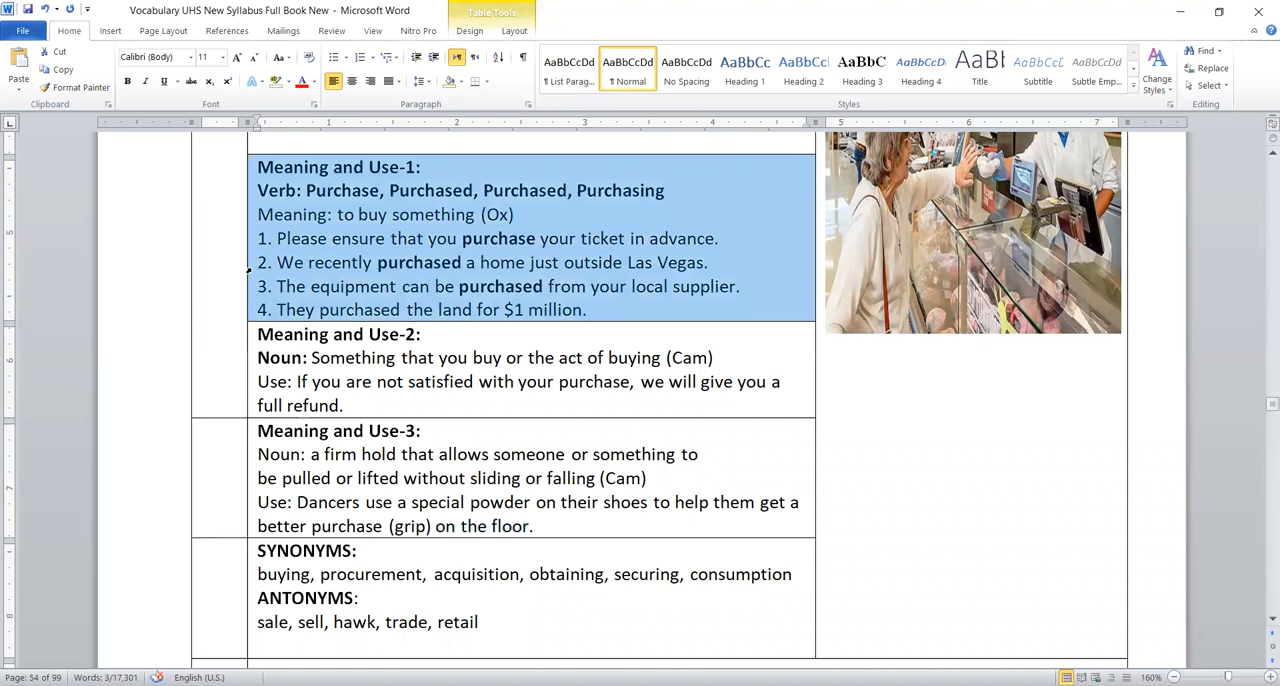 Vocabulary UHS New Syllabus Full Book New - Microsoft Word
Table Tools
File Home Insert Page Layout References Mailings Review View Nitro Pro Design Layout
Paste
Cut
Copy
Format Painter
Clipboard
Calibri (Body) 11
Font
Paragraph
AaBbCcDd AaBbCcDd AaBbCcDd AaBbCc AaBbCc AaBbC AaBbCcDd AaBb AaBbCcD AaBbCcDd
¶ List Parag... ¶ Normal No Spacing Heading 1 Heading 2 Heading 3 Heading 4 Title Subtitle Subtle Emp...
Styles
Change
Styles
Find
Replace
Select
Editing
1 2 3 4 5 6 7
Meaning and Use-1:
Verb: Purchase, Purchased, Purchased, Purchasing
Meaning: to buy something (Ox)
1. Please ensure that you purchase your ticket in advance.
2. We recently purchased a home just outside Las Vegas.
3. The equipment can be purchased from your local supplier.
4. They purchased the land for $1 million.
Meaning and Use-2:
Noun: Something that you buy or the act of buying (Cam)
Use: If you are not satisfied with your purchase, we will give you a
full refund.
Meaning and Use-3:
Noun: a firm hold that allows someone or something to
be pulled or lifted without sliding or falling (Cam)
Use: Dancers use a special powder on their shoes to help them get a
better purchase (grip) on the floor.
SYNONYMS:
buying, procurement, acquisition, obtaining, securing, consumption
ANTONYMS:
sale, sell, hawk, trade, retail
Page: 54 of 99 Words: 3/17,301 English (U.S.) 160%